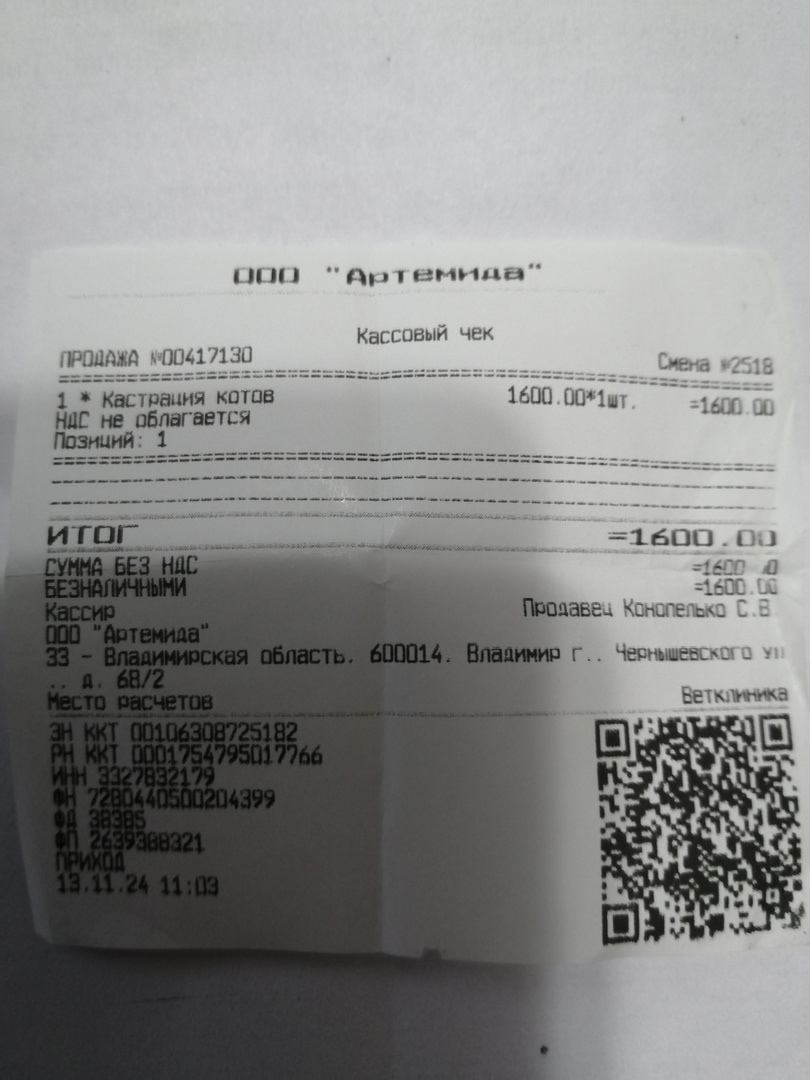 ООО "Артемида"
Кассовый чек
ПРОДАЖА №00417130 Смена №2518
1 * Кастрация котов 1600.00*1шт. =1600.00
НДС не облагается
Позиций: 1
ИТОГ =1600.00
СУММА БЕЗ НДС =1600 0
БЕЗНАЛИЧНЫМИ =1600.00
Кассир Продавец Конопелько С.В
ООО "Артемида"
33 - Владимирская область. 600014. Владимир г.. Чернышевского ул
.. д. 68/2
Место расчетов Ветклиника
ЗН ККТ 00106308725182
РН ККТ 0001754795017766
ИНН 3327832179
ФН 7280440500204399
ФД 38385
ФП 2639388321
ПРИХОД
13.11.24 11:03